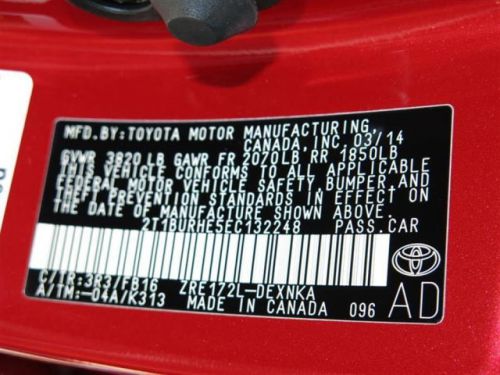 MFD. BY: TOYOTA MOTOR MANUFACTURING,
CANADA, INC. 03/14
GVWR 3820LB GAWR FR 2070LB RR 1850LB
THIS VEHICLE CONFORMS TO ALL APPLICABLE
FEDERAL MOTOR VEHICLE SAFETY, BUMPER, AND
THEFT PREVENTION STANDARDS IN EFFECT ON
THE DATE OF MANUFACTURE SHOWN ABOVE.
2T1BURHE5EC132248 PASS. CAR
C/TR: 3R3/FB16 ZRE172L-DEXNKA
A/TM: -04A/K313 MADE IN CANADA 096 AD